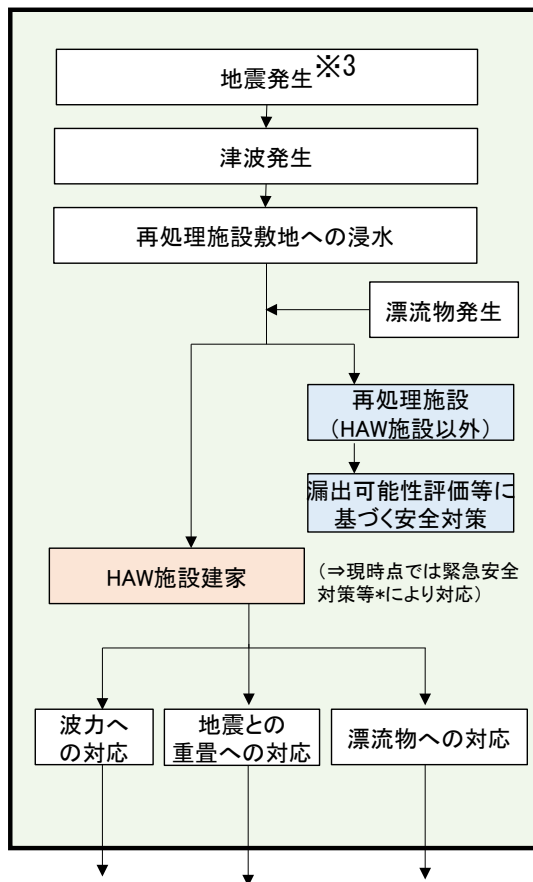 地震発生※3
津波発生
再処理施設敷地への浸水
漂流物発生
再処理施設
（HAW施設以外）
漏出可能性評価等に
基づく安全対策
HAW施設建家
（⇒現時点では緊急安全
対策等*により対応）
波力へ
の対応
地震との
重畳への対応
漂流物への対応